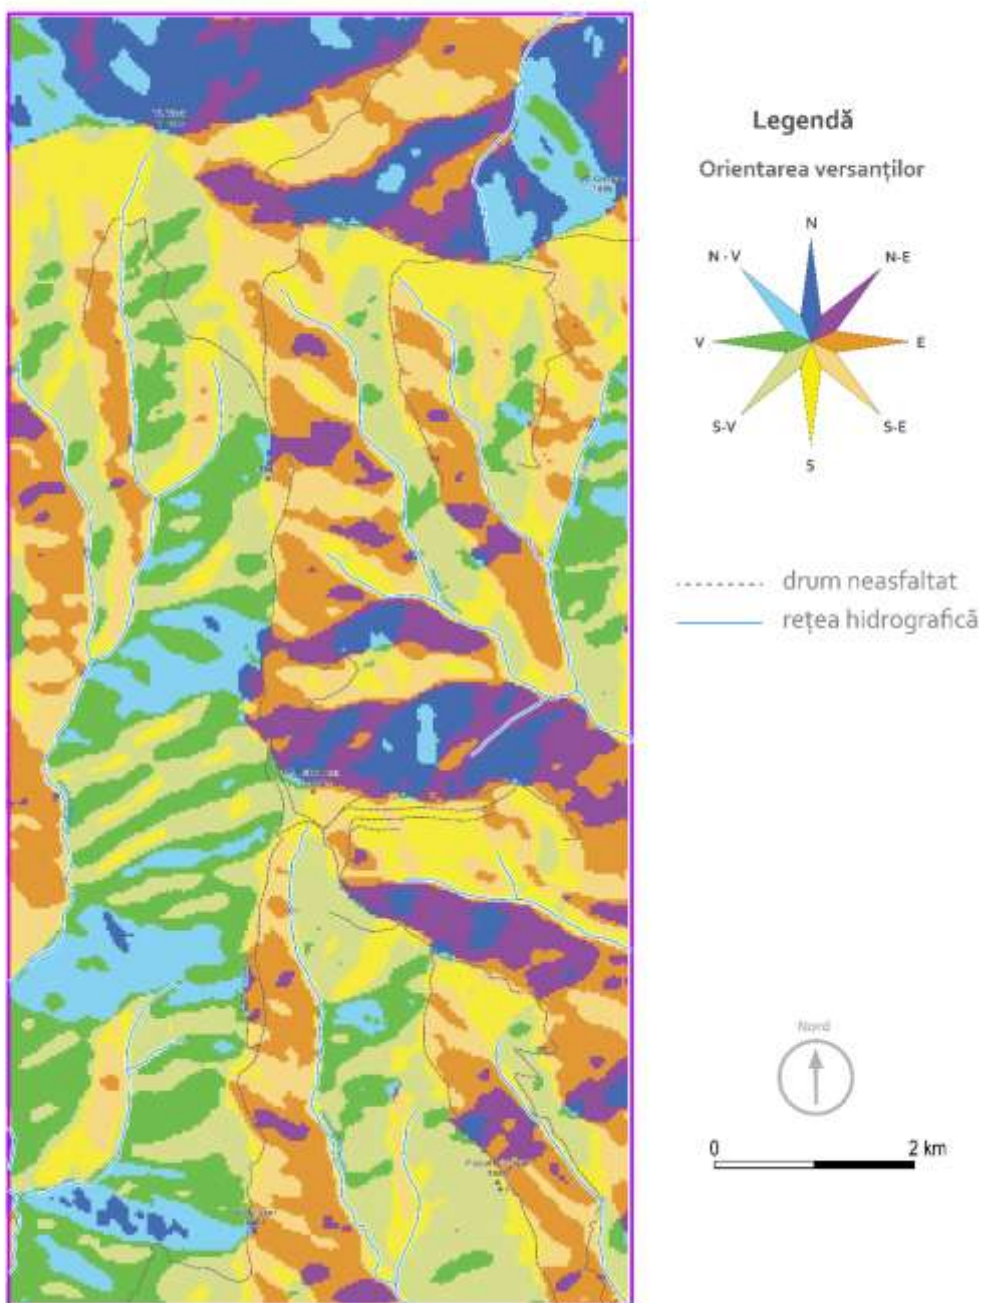 Legendă
Orientarea versanților
N
N - V
N-E
V
E
S-V
S-E
S
drum neasfaltat
rețea hidrografică
Nord
0
2 km